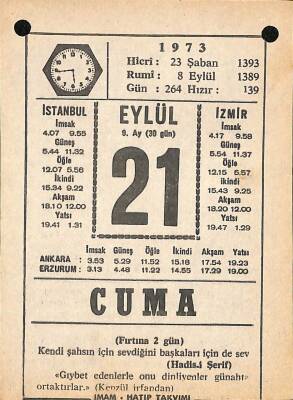 1973
Hicrî : 23 Şaban 1393
Rumî : 8 Eylül 1389
Gün : 264 Hızır : 139
İSTANBUL
İmsak
4.07 9.55
Güneş
5.44 11.32
Öğle
12.07 5.56
İkindi
15.34 9.22
Akşam
18.10 12.00
Yatsı
19.41 1.31
EYLÜL
9. Ay (30 gün)
21
İZMİR
İmsak
4.17 9.58
Güneş
5.54 11.37
Öğle
12.15 5.57
İkindi
15.43 9.25
Akşam
18.20 12.00
Yatsı
19.47 1.29
İmsak Güneş Öğle İkindi Akşam Yatsı
ANKARA : 3.53 5.29 11.52 15.18 17.54 19.23
ERZURUM : 3.13 4.48 11.22 14.55 17.29 19.00
CUMA
(Fırtına 2 gün)
Kendi şahsın için sevdiğini başkaları için de sev
(Hadis-i Şerif)
«Gıybet edenlerle onu dinliyenler günaht-
ortaktırlar.» (Kenzül irfandan)
İMAM - HATİP TAKVİMİ